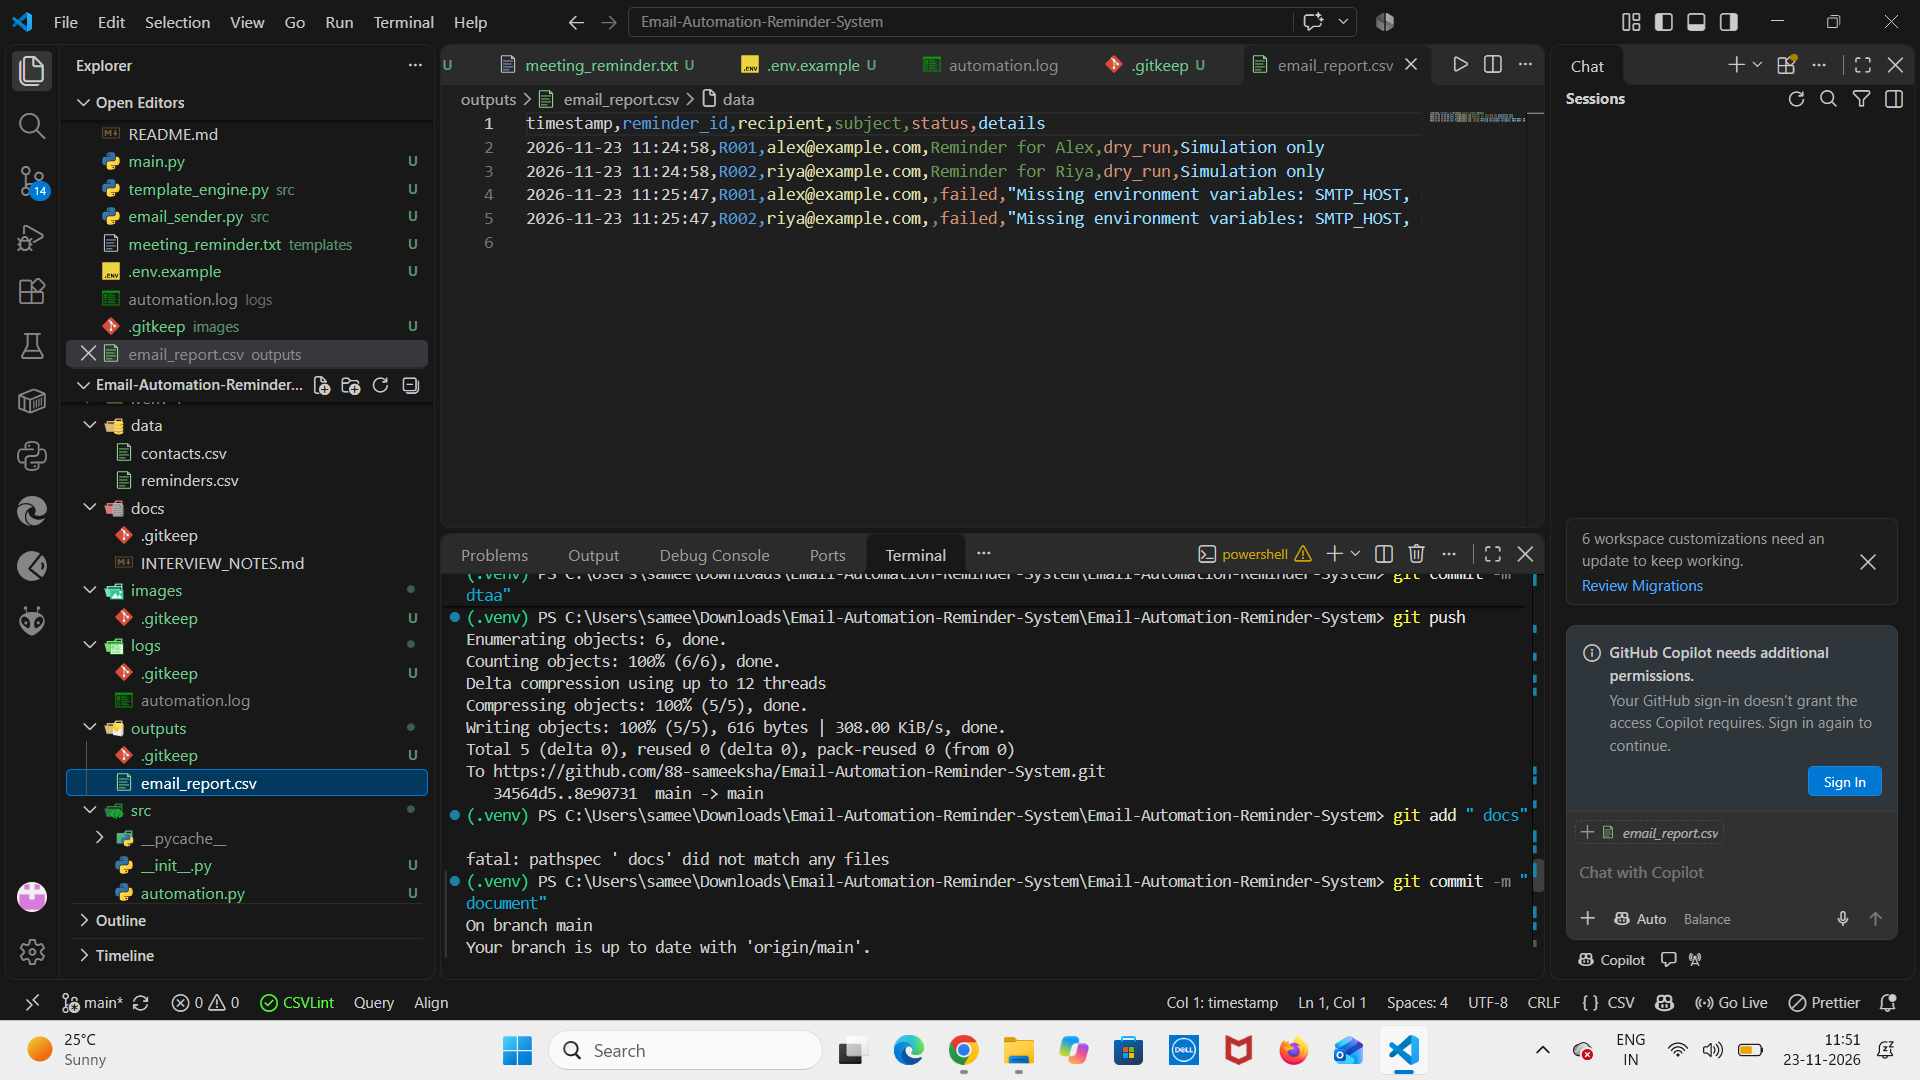 File Edit Selection View Go Run Terminal Help
Email-Automation-Reminder-System
Explorer
Open Editors
README.md
main.py U
template_engine.py src U
email_sender.py src U
meeting_reminder.txt templates U
.env.example U
automation.log logs
.gitkeep images U
email_report.csv outputs
Email-Automation-Reminder...
data
contacts.csv
reminders.csv
docs
.gitkeep
INTERVIEW_NOTES.md
images
.gitkeep U
logs
.gitkeep U
automation.log
outputs
.gitkeep U
email_report.csv
src
__pycache__
__init__.py U
automation.py U
Outline
Timeline
14
U meeting_reminder.txt U .env.example U automation.log .gitkeep U email_report.csv
outputs > email_report.csv > data
1 timestamp,reminder_id,recipient,subject,status,details
2 2026-11-23 11:24:58,R001,alex@example.com,Reminder for Alex,dry_run,Simulation only
3 2026-11-23 11:24:58,R002,riya@example.com,Reminder for Riya,dry_run,Simulation only
4 2026-11-23 11:25:47,R001,alex@example.com,,failed,"Missing environment variables: SMTP_HOST,
5 2026-11-23 11:25:47,R002,riya@example.com,,failed,"Missing environment variables: SMTP_HOST,
6
Problems Output Debug Console Ports Terminal
powershell
(.venv) PS C:\Users\samee\Downloads\Email-Automation-Reminder-System\Email-Automation-Reminder-System> git commit -m "
dtaa"
(.venv) PS C:\Users\samee\Downloads\Email-Automation-Reminder-System\Email-Automation-Reminder-System> git push
Enumerating objects: 6, done.
Counting objects: 100% (6/6), done.
Delta compression using up to 12 threads
Compressing objects: 100% (5/5), done.
Writing objects: 100% (5/5), 616 bytes | 308.00 KiB/s, done.
Total 5 (delta 0), reused 0 (delta 0), pack-reused 0 (from 0)
To https://github.com/88-sameeksha/Email-Automation-Reminder-System.git
34564d5..8e90731 main -> main
(.venv) PS C:\Users\samee\Downloads\Email-Automation-Reminder-System\Email-Automation-Reminder-System> git add " docs"
fatal: pathspec ' docs' did not match any files
(.venv) PS C:\Users\samee\Downloads\Email-Automation-Reminder-System\Email-Automation-Reminder-System> git commit -m "
document"
On branch main
Your branch is up to date with 'origin/main'.
Chat
Sessions
6 workspace customizations need an
update to keep working.
Review Migrations
GitHub Copilot needs additional
permissions.
Your GitHub sign-in doesn't grant the
access Copilot requires. Sign in again to
continue.
Sign In
email_report.csv
Chat with Copilot
Auto Balance
Copilot
main* 0 0 CSVLint Query Align
Col 1: timestamp Ln 1, Col 1 Spaces: 4 UTF-8 CRLF { } CSV Go Live Prettier
25°C
Sunny
Search
DELL
ENG
IN
11:51
23-11-2026